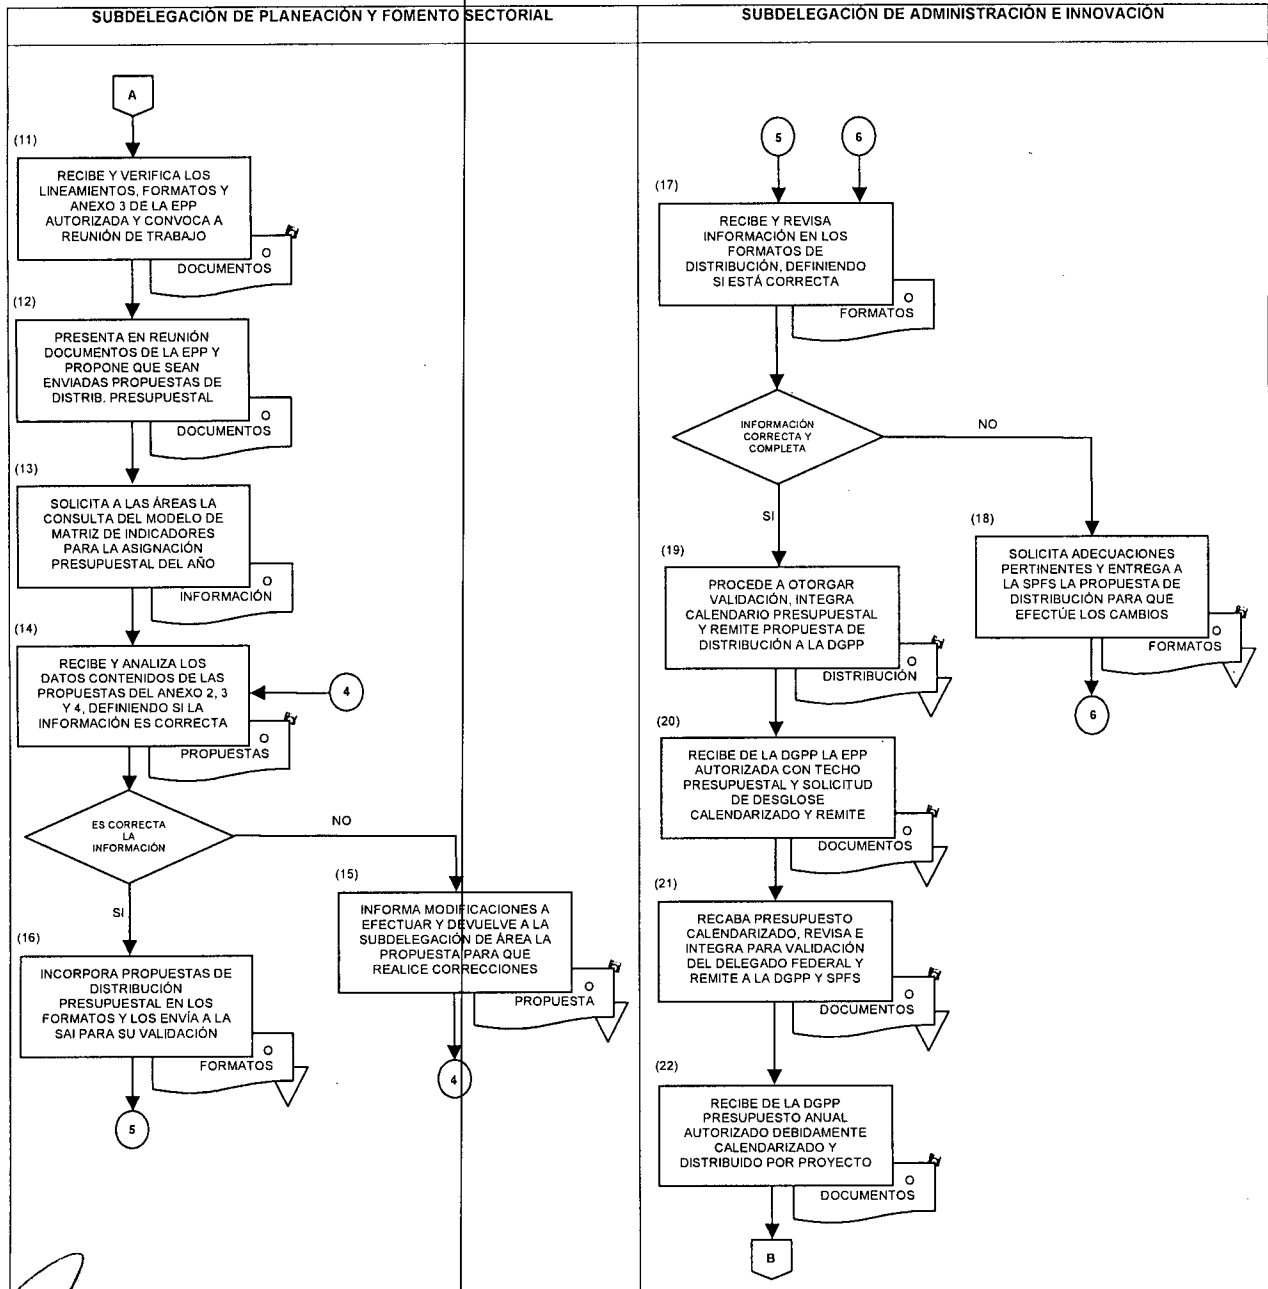 SUBDELEGACIÓN DE PLANEACIÓN Y FOMENTO SECTORIAL
SUBDELEGACIÓN DE ADMINISTRACIÓN E INNOVACIÓN
A
(11)
RECIBE Y VERIFICA LOS
LINEAMIENTOS, FORMATOS Y
ANEXO 3 DE LA EPP
AUTORIZADA Y CONVOCA A
REUNIÓN DE TRABAJO
O
DOCUMENTOS
(12)
PRESENTA EN REUNIÓN
DOCUMENTOS DE LA EPP Y
PROPONE QUE SEAN
ENVIADAS PROPUESTAS DE
DISTRIB. PRESUPUESTAL
O
DOCUMENTOS
(13)
SOLICITA A LAS ÁREAS LA
CONSULTA DEL MODELO DE
MATRIZ DE INDICADORES
PARA LA ASIGNACIÓN
PRESUPUESTAL DEL AÑO
O
INFORMACIÓN
(14)
RECIBE Y ANALIZA LOS
DATOS CONTENIDOS DE LAS
PROPUESTAS DEL ANEXO 2, 3
Y 4, DEFINIENDO SI LA
INFORMACIÓN ES CORRECTA
4
O
PROPUESTAS
ES CORRECTA
LA
INFORMACIÓN
NO
SI
(15)
INFORMA MODIFICACIONES A
EFECTUAR Y DEVUELVE A LA
SUBDELEGACIÓN DE ÁREA LA
PROPUESTA PARA QUE
REALICE CORRECCIONES
O
PROPUESTA
4
(16)
INCORPORA PROPUESTAS DE
DISTRIBUCIÓN
PRESUPUESTAL EN LOS
FORMATOS Y LOS ENVÍA A LA
SAI PARA SU VALIDACIÓN
O
FORMATOS
5
5
6
(17)
RECIBE Y REVISA
INFORMACIÓN EN LOS
FORMATOS DE
DISTRIBUCIÓN, DEFINIENDO
SI ESTÁ CORRECTA
O
FORMATOS
INFORMACIÓN
CORRECTA Y
COMPLETA
NO
SI
(18)
SOLICITA ADECUACIONES
PERTINENTES Y ENTREGA A
LA SPFS LA PROPUESTA DE
DISTRIBUCIÓN PARA QUE
EFECTÚE LOS CAMBIOS
O
FORMATOS
6
(19)
PROCEDE A OTORGAR
VALIDACIÓN, INTEGRA
CALENDARIO PRESUPUESTAL
Y REMITE PROPUESTA DE
DISTRIBUCIÓN A LA DGPP
O
DISTRIBUCIÓN
(20)
RECIBE DE LA DGPP LA EPP
AUTORIZADA CON TECHO
PRESUPUESTAL Y SOLICITUD
DE DESGLOSE
CALENDARIZADO Y REMITE
O
DOCUMENTOS
(21)
RECABA PRESUPUESTO
CALENDARIZADO, REVISA E
INTEGRA PARA VALIDACIÓN
DEL DELEGADO FEDERAL Y
REMITE A LA DGPP Y SPFS
O
DOCUMENTOS
(22)
RECIBE DE LA DGPP
PRESUPUESTO ANUAL
AUTORIZADO DEBIDAMENTE
CALENDARIZADO Y
DISTRIBUIDO POR PROYECTO
O
DOCUMENTOS
B